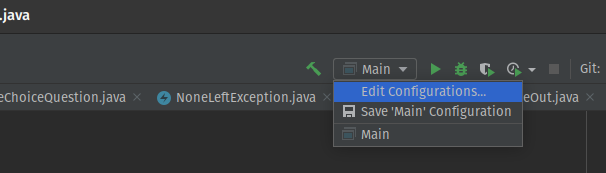 .java
Main
Git:
eChoiceQuestion.java
NoneLeftException.java
eOut.java
Edit Configurations...
Save 'Main' Configuration
Main